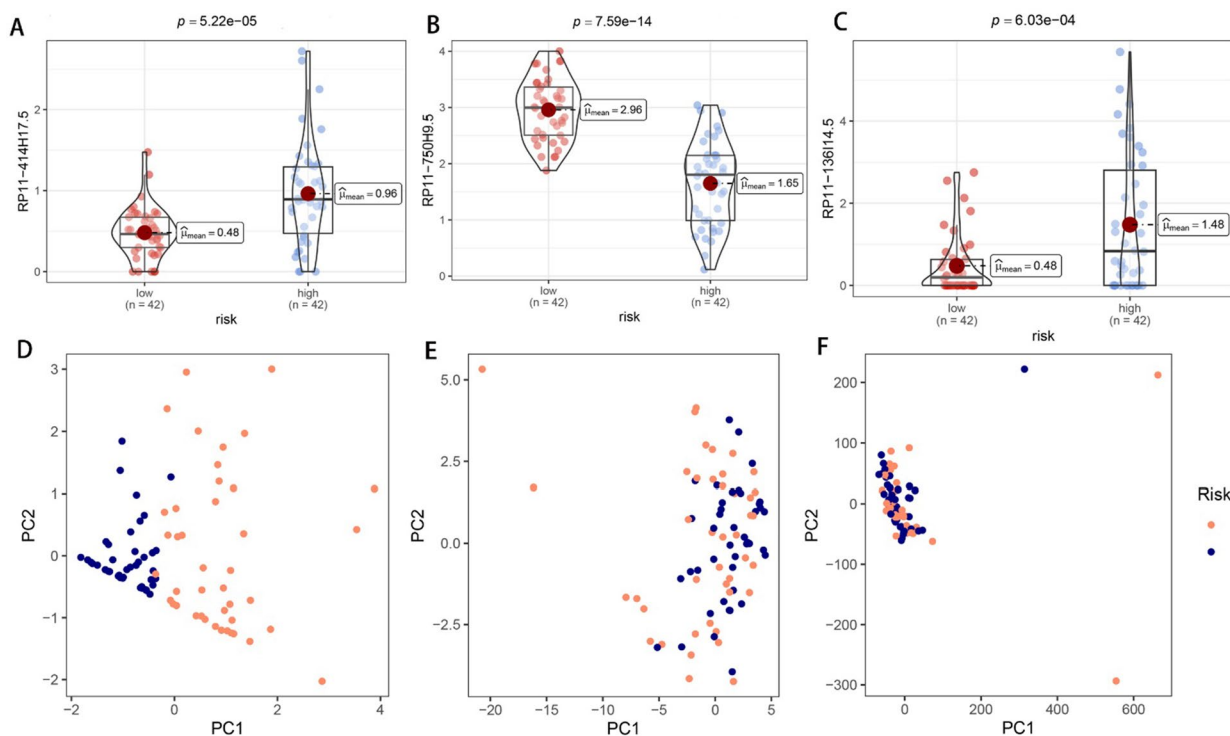 A
p = 5.22e−05
RP11−414H17.5
2
1
0
μ̂mean = 0.48
μ̂mean = 0.96
low
(n = 42)
high
(n = 42)
risk
B
p = 7.59e−14
RP11−750H9.5
4
3
2
1
0
μ̂mean = 2.96
μ̂mean = 1.65
low
(n = 42)
high
(n = 42)
risk
C
p = 6.03e−04
RP11−136I14.5
4
2
0
μ̂mean = 0.48
μ̂mean = 1.48
low
(n = 42)
high
(n = 42)
risk
D
PC2
3
2
1
0
−1
−2
−2
0
2
4
PC1
E
PC2
5.0
2.5
0.0
−2.5
−20
−15
−10
−5
0
5
PC1
F
PC2
200
100
0
−100
−200
−300
0
200
400
600
PC1
Risk